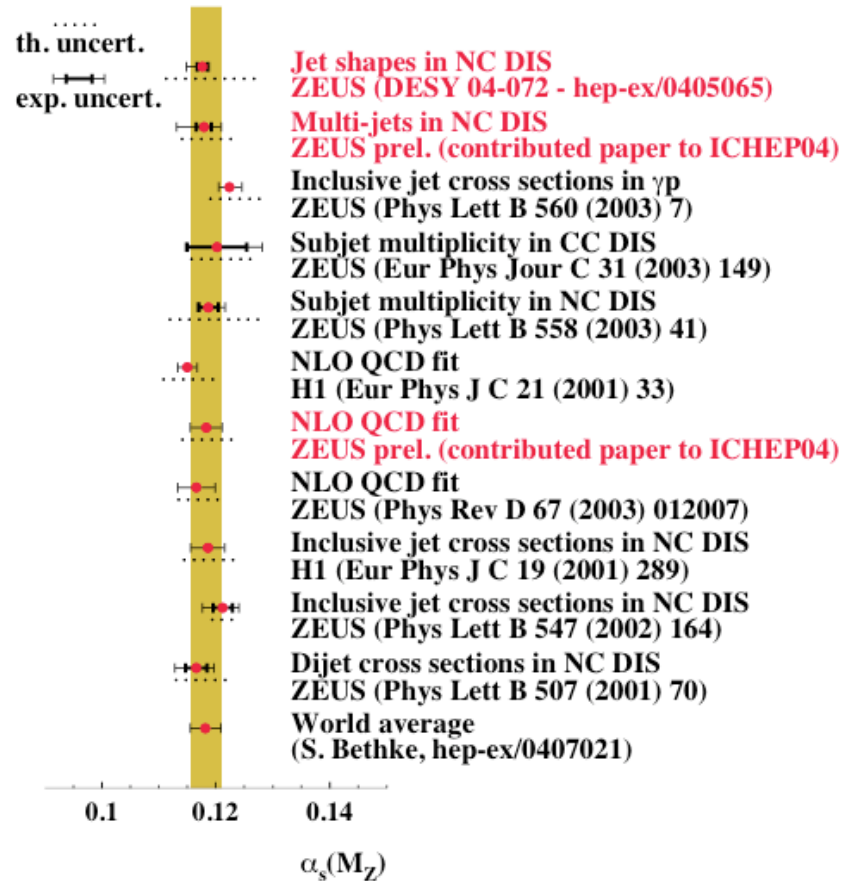 th. uncert.
exp. uncert.
Jet shapes in NC DIS
ZEUS (DESY 04-072 - hep-ex/0405065)
Multi-jets in NC DIS
ZEUS prel. (contributed paper to ICHEP04)
Inclusive jet cross sections in γp
ZEUS (Phys Lett B 560 (2003) 7)
Subjet multiplicity in CC DIS
ZEUS (Eur Phys Jour C 31 (2003) 149)
Subjet multiplicity in NC DIS
ZEUS (Phys Lett B 558 (2003) 41)
NLO QCD fit
H1 (Eur Phys J C 21 (2001) 33)
NLO QCD fit
ZEUS prel. (contributed paper to ICHEP04)
NLO QCD fit
ZEUS (Phys Rev D 67 (2003) 012007)
Inclusive jet cross sections in NC DIS
H1 (Eur Phys J C 19 (2001) 289)
Inclusive jet cross sections in NC DIS
ZEUS (Phys Lett B 547 (2002) 164)
Dijet cross sections in NC DIS
ZEUS (Phys Lett B 507 (2001) 70)
World average
(S. Bethke, hep-ex/0407021)
0.1 0.12 0.14
αs(MZ)